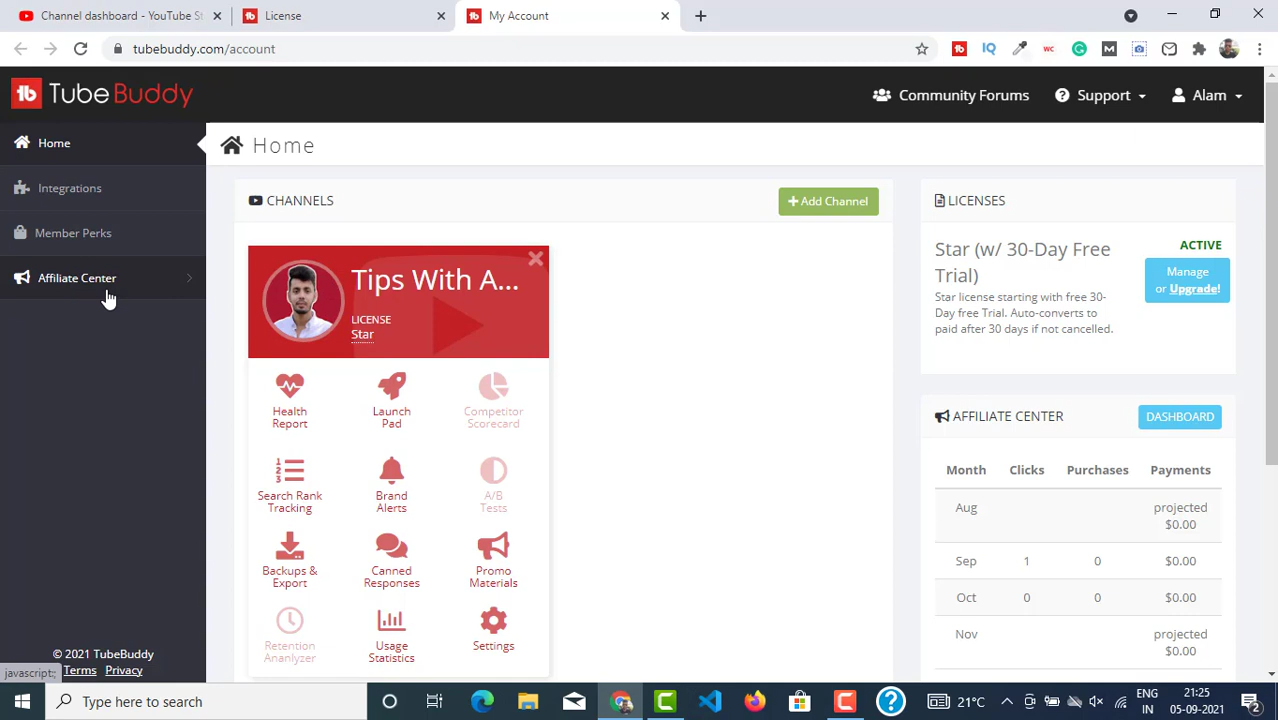 Channel dashboard - YouTube St
License
My Account
tubebuddy.com/account
TubeBuddy
Community Forums
Support
Alam
Home
Integrations
Member Perks
Affiliate Center
Home
CHANNELS
Add Channel
Tips With A...
LICENSE
Star
Health
Report
Launch
Pad
Competitor
Scorecard
Search Rank
Tracking
Brand
Alerts
A/B
Tests
Backups &
Export
Canned
Responses
Promo
Materials
Retention
Ananlyzer
Usage
Statistics
Settings
LICENSES
Star (w/ 30-Day Free
Trial)
ACTIVE
Manage
or Upgrade!
Star license starting with free 30-
Day free Trial. Auto-converts to
paid after 30 days if not cancelled.
AFFILIATE CENTER
DASHBOARD
Month Clicks Purchases Payments
Aug projected
$0.00
Sep 1 0 $0.00
Oct 0 0 $0.00
Nov projected
$0.00
© 2021 TubeBuddy
Terms Privacy
javascript:;
Type here to search
21°C
ENG
IN
21:25
05-09-2021
2